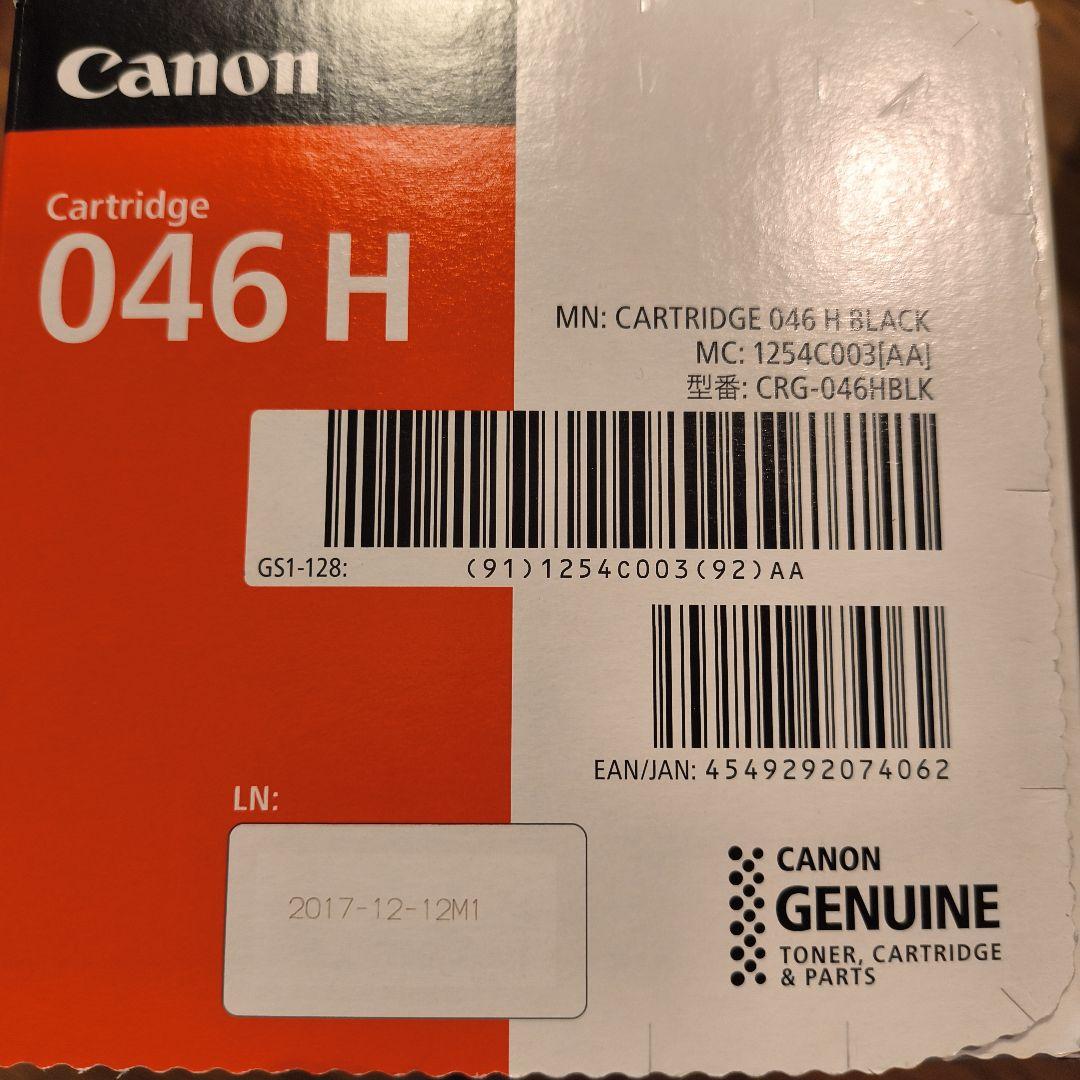 Canon
Cartridge
046 H
MN: CARTRIDGE 046 H BLACK
MC: 1254C003[AA]
型番: CRG-046HBLK
GS1-128: (91)1254C003(92)AA
EAN/JAN: 4549292074062
LN:
2017-12-12M1
CANON
GENUINE
TONER, CARTRIDGE
& PARTS